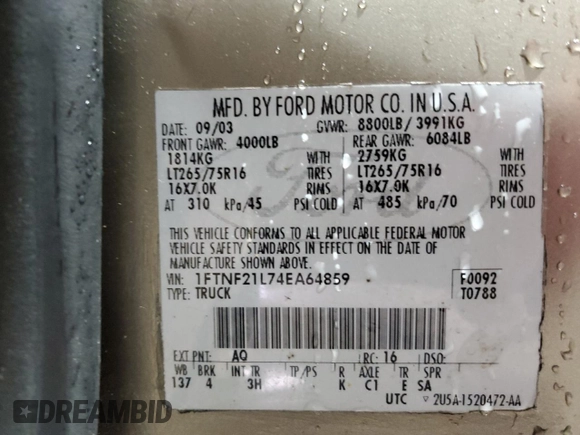 MFD. BY FORD MOTOR CO. IN U.S.A.
DATE: 09/03 GVWR: 8800LB/ 3991KG
FRONT GAWR: 4000LB REAR GAWR: 6084LB
1814KG WITH 2759KG WITH
LT265/75R16 TIRES LT265/75R16 TIRES
16X7.0K RIMS 16X7.0K RIMS
AT 310 kPa/45 PSI COLD AT 485 kPa/70 PSI COLD
THIS VEHICLE CONFORMS TO ALL APPLICABLE FEDERAL MOTOR
VEHICLE SAFETY STANDARDS IN EFFECT ON THE DATE OF
MANUFACTURE SHOWN ABOVE.
VIN: 1FTNF21L74EA64859 F0092
TYPE: TRUCK T0788
EXT PNT: AQ RC: 16 DSO:
WB BRK INT TR TP/PS R AXLE TR SPR
137 4 3H K C1 E SA
UTC ▽ 2U5A-1520472-AA
Ford
DREAMBID